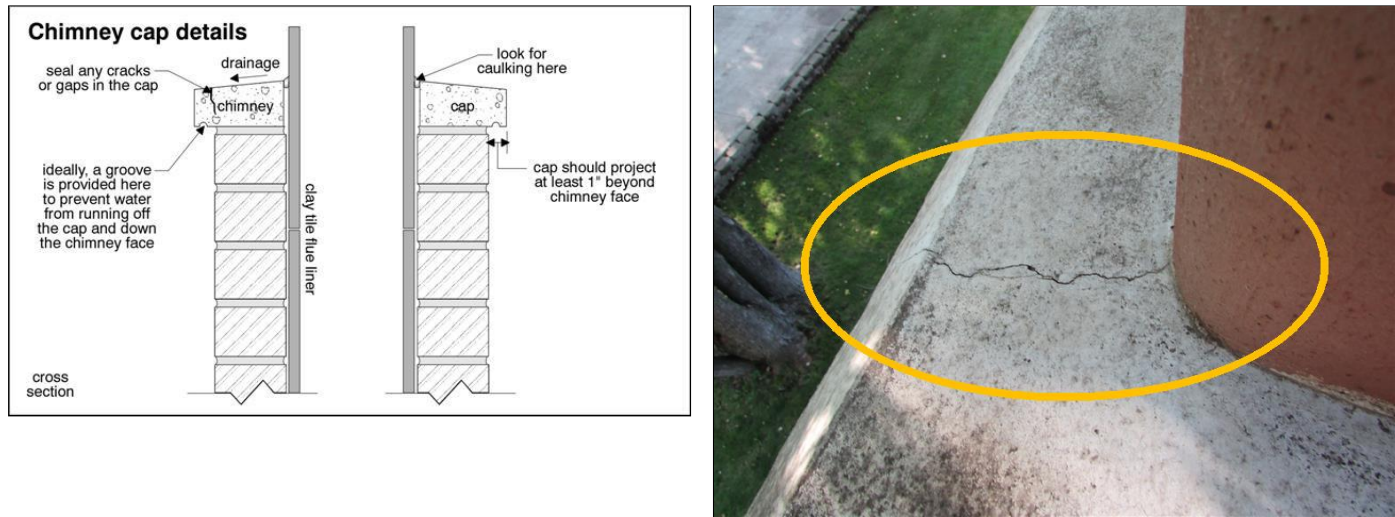 Chimney cap details
drainage
seal any cracks
or gaps in the cap
look for
caulking here
chimney
cap
ideally, a groove
is provided here
to prevent water
from running off
the cap and down
the chimney face
cap should project
at least 1" beyond
chimney face
clay tile flue liner
cross
section